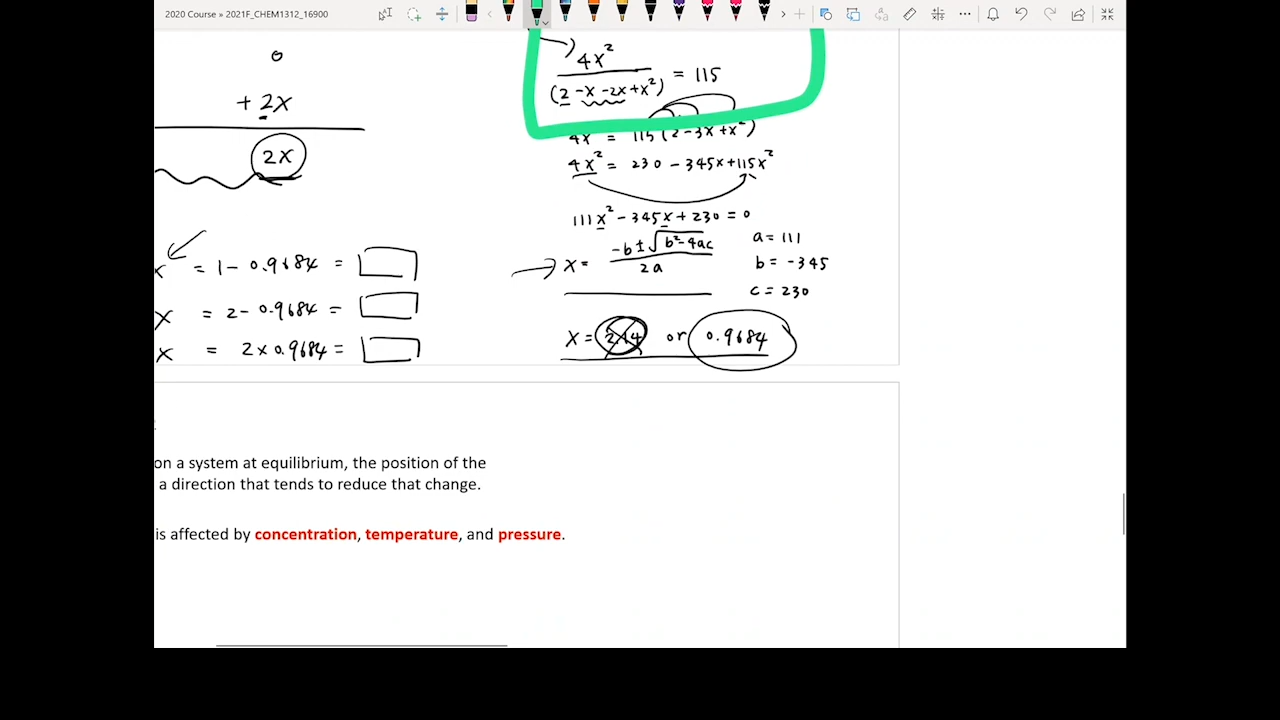 2020 Course » 2021F_CHEM1312_16900
0
+ 2x
2x
x = 1 - 0.9684 =
x = 2 - 0.9684 =
x = 2 x 0.9684 =
4x²
(2 - x - 2x + x²) = 115
4x = 115 (2 - 3x + x²)
4x² = 230 - 345x + 115x²
111x² - 345x + 230 = 0
x = -b ± √b² - 4ac
2a
a = 111
b = -345
c = 230
x = 2.14 or 0.9684
on a system at equilibrium, the position of the
a direction that tends to reduce that change.
is affected by concentration, temperature, and pressure.